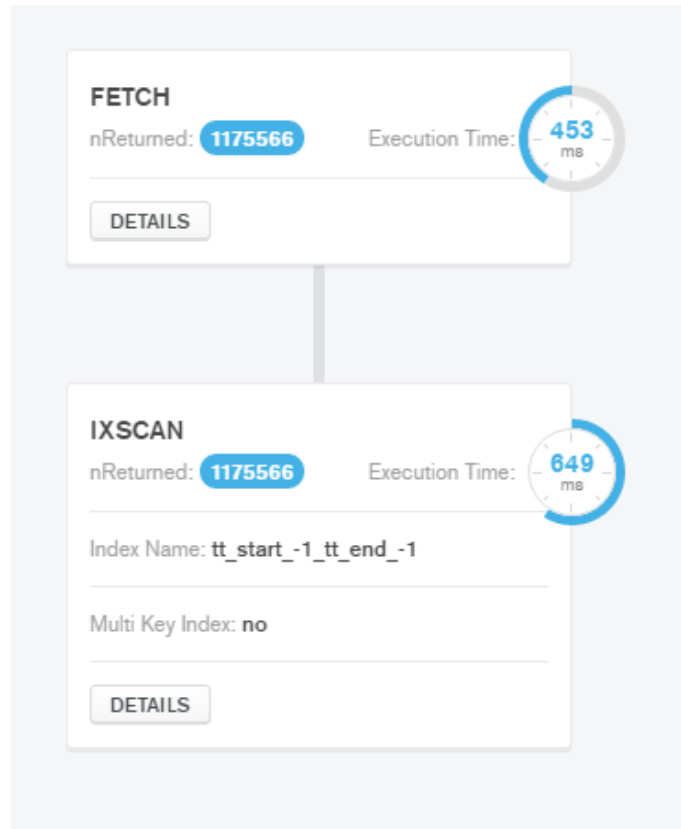 FETCH
nReturned: 1175566 Execution Time: 453 ms
DETAILS
IXSCAN
nReturned: 1175566 Execution Time: 649 ms
Index Name: tt_start_-1_tt_end_-1
Multi Key Index: no
DETAILS